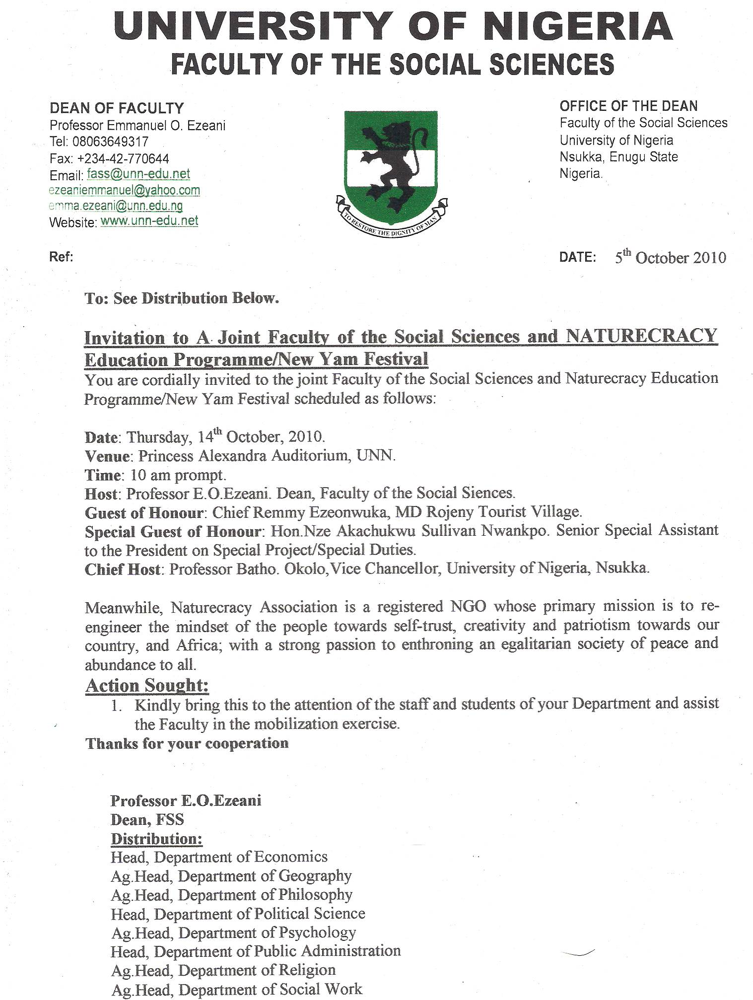 UNIVERSITY OF NIGERIA
FACULTY OF THE SOCIAL SCIENCES
DEAN OF FACULTY
Professor Emmanuel O. Ezeani
Tel: 08063649317
Fax: +234-42-770644
Email: fass@unn-edu.net
ezeaniemmanuel@yahoo.com
emma.ezeani@unn.edu.ng
Website: www.unn-edu.net
TO RESTORE THE DIGNITY OF MAN
OFFICE OF THE DEAN
Faculty of the Social Sciences
University of Nigeria
Nsukka, Enugu State
Nigeria.
Ref:
DATE: 5th October 2010
To: See Distribution Below.
Invitation to A Joint Faculty of the Social Sciences and NATURECRACY
Education Programme/New Yam Festival
You are cordially invited to the joint Faculty of the Social Sciences and Naturecracy Education
Programme/New Yam Festival scheduled as follows:
Date: Thursday, 14th October, 2010.
Venue: Princess Alexandra Auditorium, UNN.
Time: 10 am prompt.
Host: Professor E.O.Ezeani. Dean, Faculty of the Social Siences.
Guest of Honour: Chief Remmy Ezeonwuka, MD Rojeny Tourist Village.
Special Guest of Honour: Hon.Nze Akachukwu Sullivan Nwankpo. Senior Special Assistant
to the President on Special Project/Special Duties.
Chief Host: Professor Batho. Okolo,Vice Chancellor, University of Nigeria, Nsukka.
Meanwhile, Naturecracy Association is a registered NGO whose primary mission is to re-
engineer the mindset of the people towards self-trust, creativity and patriotism towards our
country, and Africa; with a strong passion to enthroning an egalitarian society of peace and
abundance to all.
Action Sought:
1. Kindly bring this to the attention of the staff and students of your Department and assist
the Faculty in the mobilization exercise.
Thanks for your cooperation
Professor E.O.Ezeani
Dean, FSS
Distribution:
Head, Department of Economics
Ag.Head, Department of Geography
Ag.Head, Department of Philosophy
Head, Department of Political Science
Ag.Head, Department of Psychology
Head, Department of Public Administration
Ag.Head, Department of Religion
Ag.Head, Department of Social Work